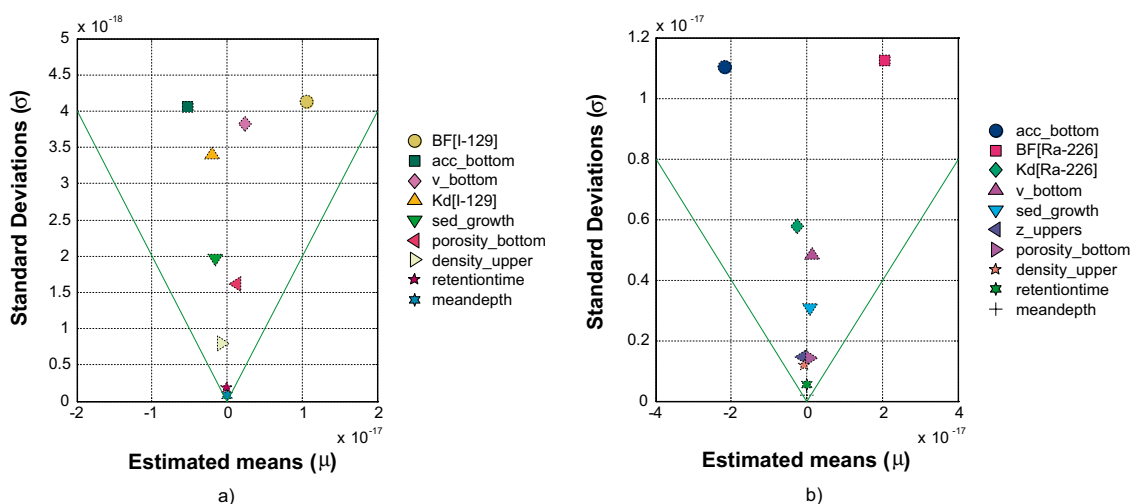 x 10⁻¹⁸
5
4.5
4
3.5
3
2.5
2
1.5
1
0.5
0
-2
-1
0
1
2
x 10⁻¹⁷
Standard Deviations (σ)
Estimated means (μ)
BF[I-129]
acc_bottom
v_bottom
Kd[I-129]
sed_growth
porosity_bottom
density_upper
retentiontime
meandepth
a)
x 10⁻¹⁷
1.2
1
0.8
0.6
0.4
0.2
0
-4
-2
0
2
4
x 10⁻¹⁷
Standard Deviations (σ)
Estimated means (μ)
acc_bottom
BF[Ra-226]
Kd[Ra-226]
v_bottom
sed_growth
z_uppers
porosity_bottom
density_upper
retentiontime
meandepth
b)